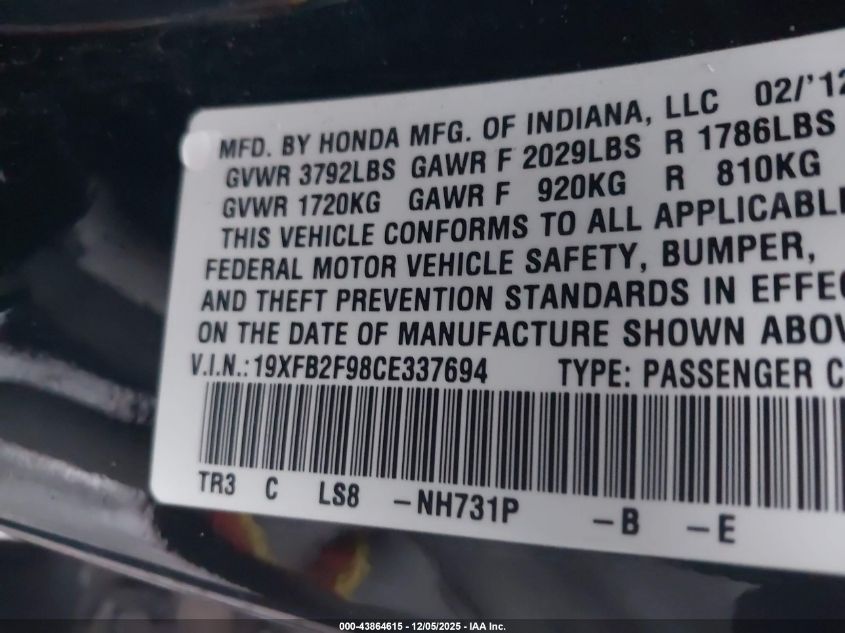 MFD. BY HONDA MFG. OF INDIANA, LLC 02/'12
GVWR 3792LBS GAWR F 2029LBS R 1786LBS
GVWR 1720KG GAWR F 920KG R 810KG
THIS VEHICLE CONFORMS TO ALL APPLICABLE
FEDERAL MOTOR VEHICLE SAFETY, BUMPER,
AND THEFT PREVENTION STANDARDS IN EFFEC
ON THE DATE OF MANUFACTURE SHOWN ABOV
V.I.N.:19XFB2F98CE337694 TYPE: PASSENGER C
TR3 C LS8 -NH731P -B -E
000-43864615 - 12/05/2025 - IAA Inc.